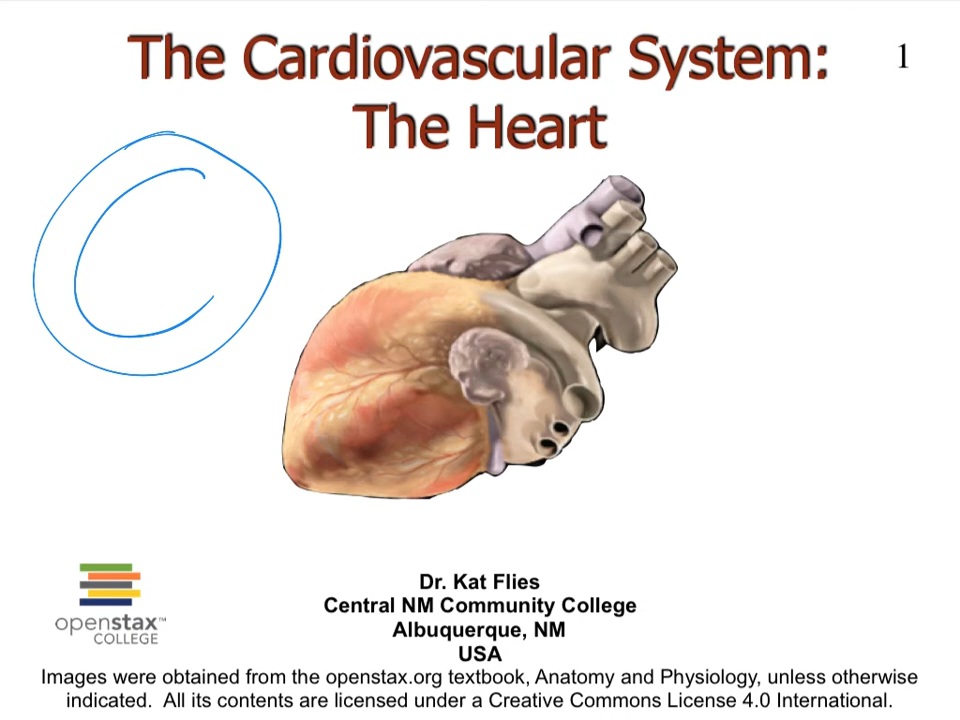 The Cardiovascular System:
1
The Heart
C
Dr. Kat Flies
Central NM Community College
Albuquerque, NM
USA
openstax™
COLLEGE
Images were obtained from the openstax.org textbook, Anatomy and Physiology, unless otherwise
indicated.  All its contents are licensed under a Creative Commons License 4.0 International.